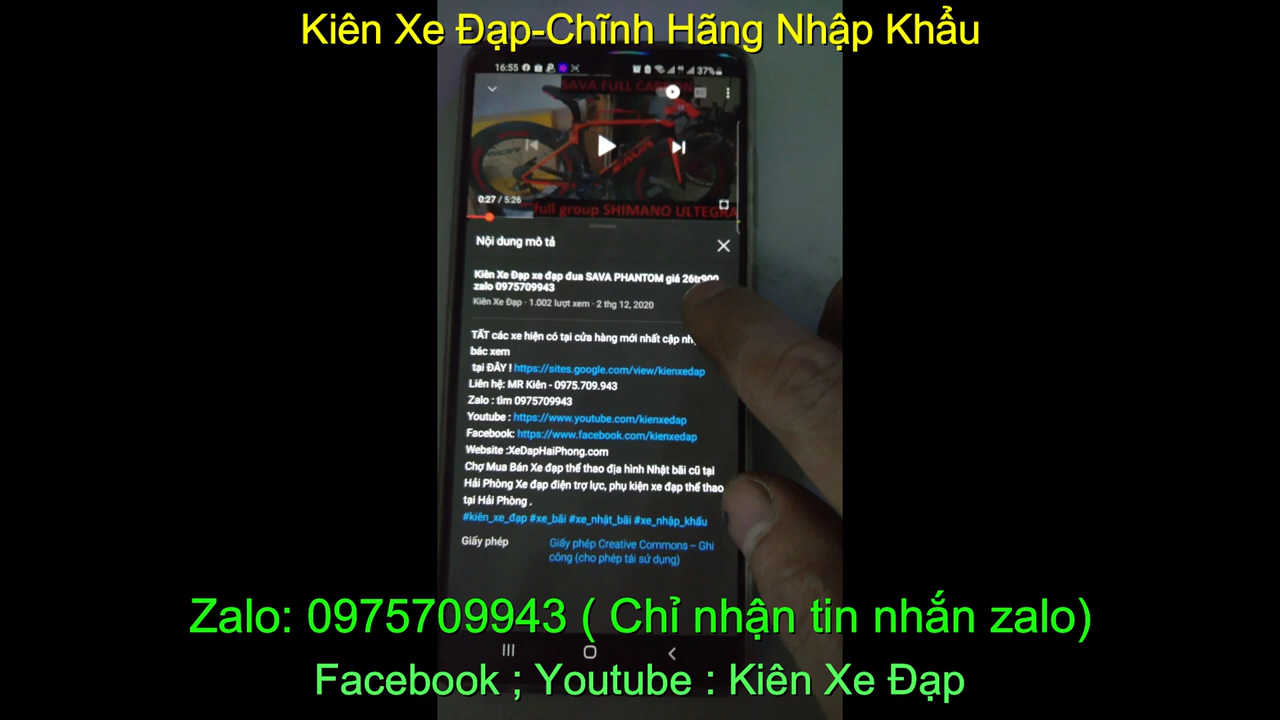 Kiên Xe Đạp-Chĩnh Hãng Nhập Khẩu
16:55
37%
SAVA FULL CARBON
SAVA
0:27 / 5:26
full group SHIMANO ULTEGRA
Nội dung mô tả
Kiên Xe Đạp xe đạp đua SAVA PHANTOM giá 26tr900
zalo 0975709943
Kiên Xe Đạp · 1.002 lượt xem · 2 thg 12, 2020
TẤT các xe hiện có tại cửa hàng mới nhất cập
bác xem
tại ĐÂY ! https://sites.google.com/view/kienxedap
Liên hệ: MR Kiên - 0975.709.943
Zalo : tìm 0975709943
Youtube : https://www.youtube.com/kienxedap
Facebook: https://www.facebook.com/kienxedap
Website :XeDapHaiPhong.com
Chợ Mua Bán Xe đạp thể thao địa hình Nhật bãi cũ tại
Hải Phòng Xe đạp điện trợ lực, phụ kiện xe đạp thể thao
tại Hải Phòng .
#kiên_xe_đạp #xe_bãi #xe_nhật_bãi #xe_nhập_khẩu
Giấy phép Giấy phép Creative Commons – Ghi
công (cho phép tái sử dụng)
Zalo: 0975709943 ( Chỉ nhận tin nhắn zalo)
Facebook ; Youtube : Kiên Xe Đạp